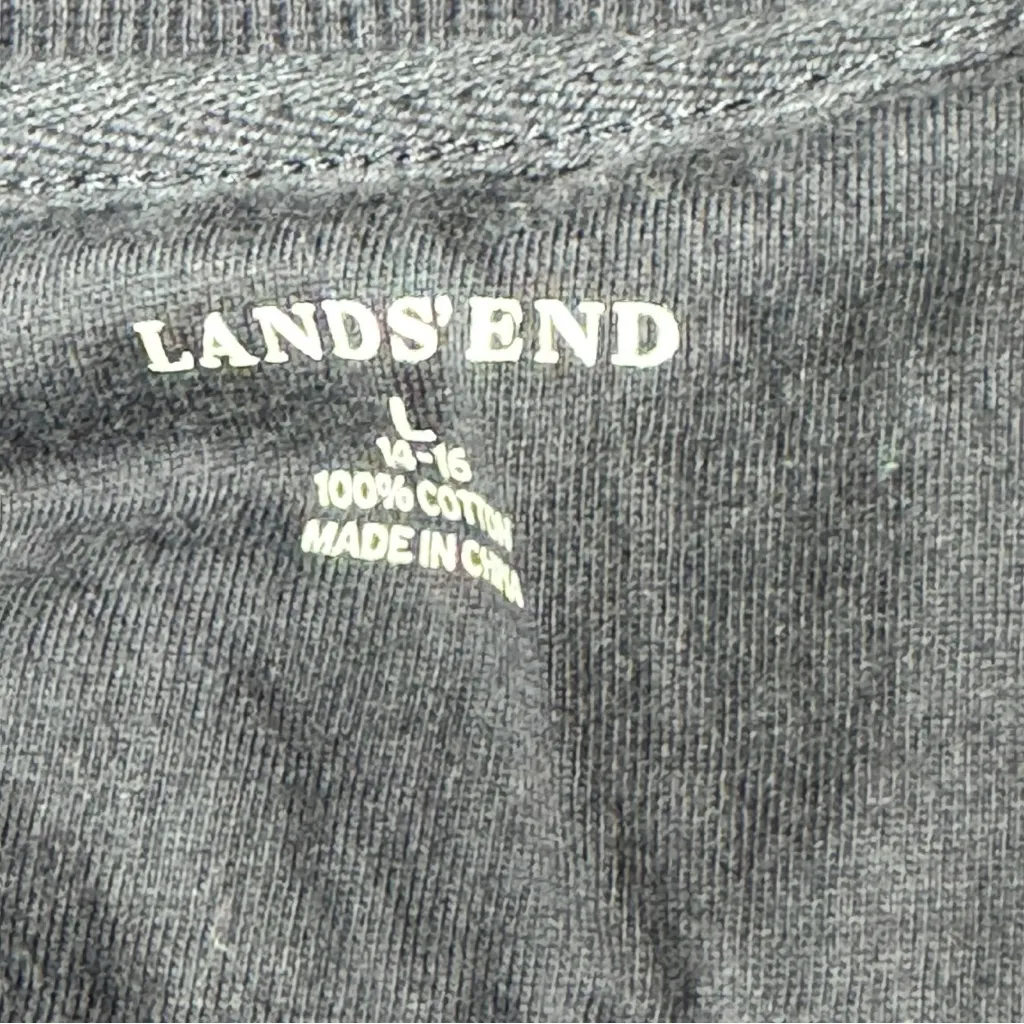 LANDS' END
L
14-16
100% COTTON
MADE IN CHINA